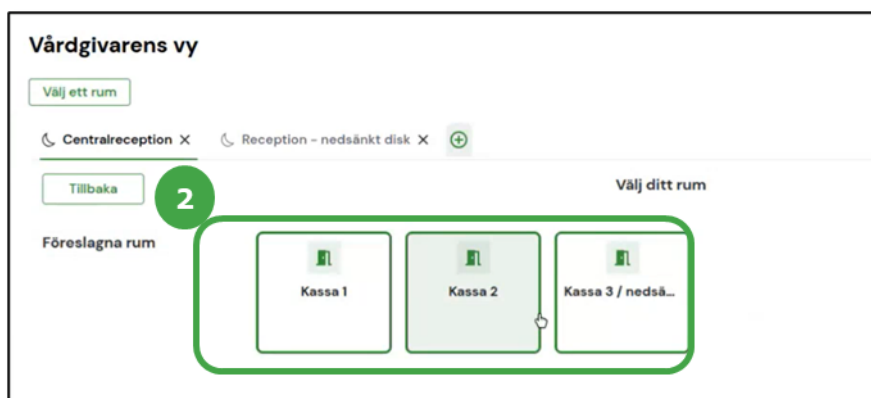 Vårdgivarens vy
Välj ett rum
Centralreception X Reception - nedsänkt disk X
Tillbaka
2
Välj ditt rum
Föreslagna rum
Kassa 1
Kassa 2
Kassa 3 / nedsä...